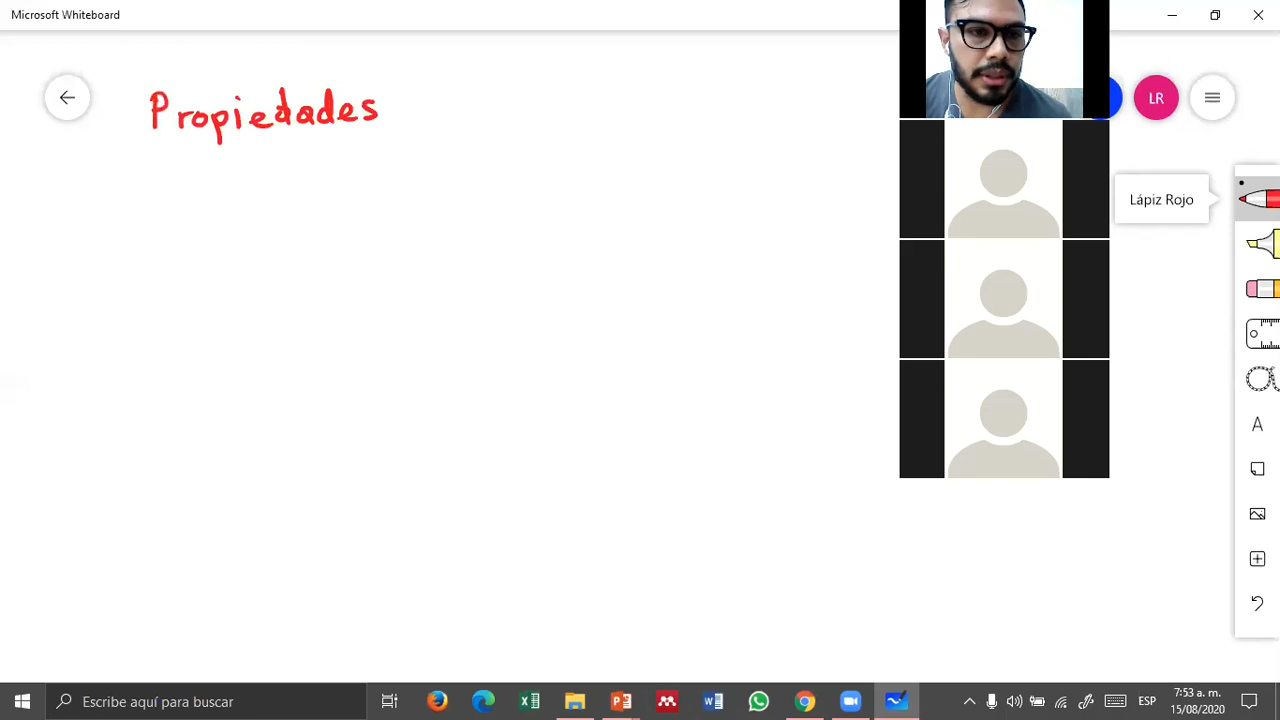 Microsoft Whiteboard
Propiedades
LR
Lápiz Rojo
A
Escribe aquí para buscar
ESP
7:53 a. m.
15/08/2020